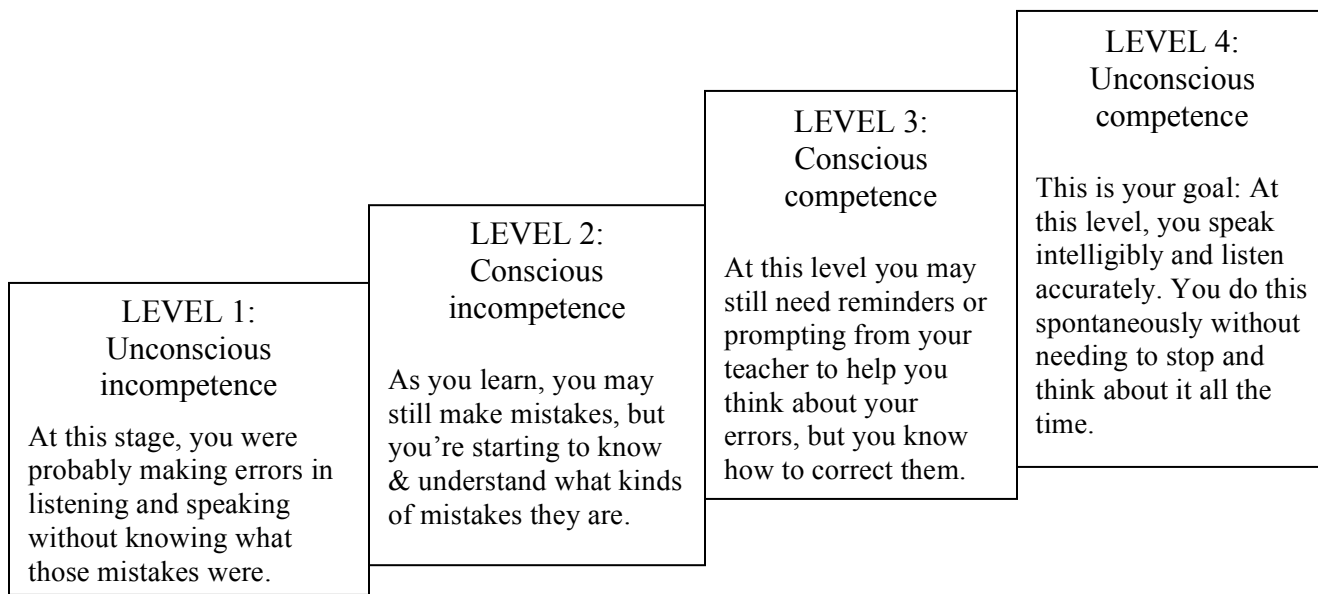 LEVEL 1:
Unconscious
incompetence
At this stage, you were
probably making errors in
listening and speaking
without knowing what
those mistakes were.
LEVEL 2:
Conscious
incompetence
As you learn, you may
still make mistakes, but
you’re starting to know
& understand what kinds
of mistakes they are.
LEVEL 3:
Conscious
competence
At this level you may
still need reminders or
prompting from your
teacher to help you
think about your
errors, but you know
how to correct them.
LEVEL 4:
Unconscious
competence
This is your goal: At
this level, you speak
intelligibly and listen
accurately. You do this
spontaneously without
needing to stop and
think about it all the
time.